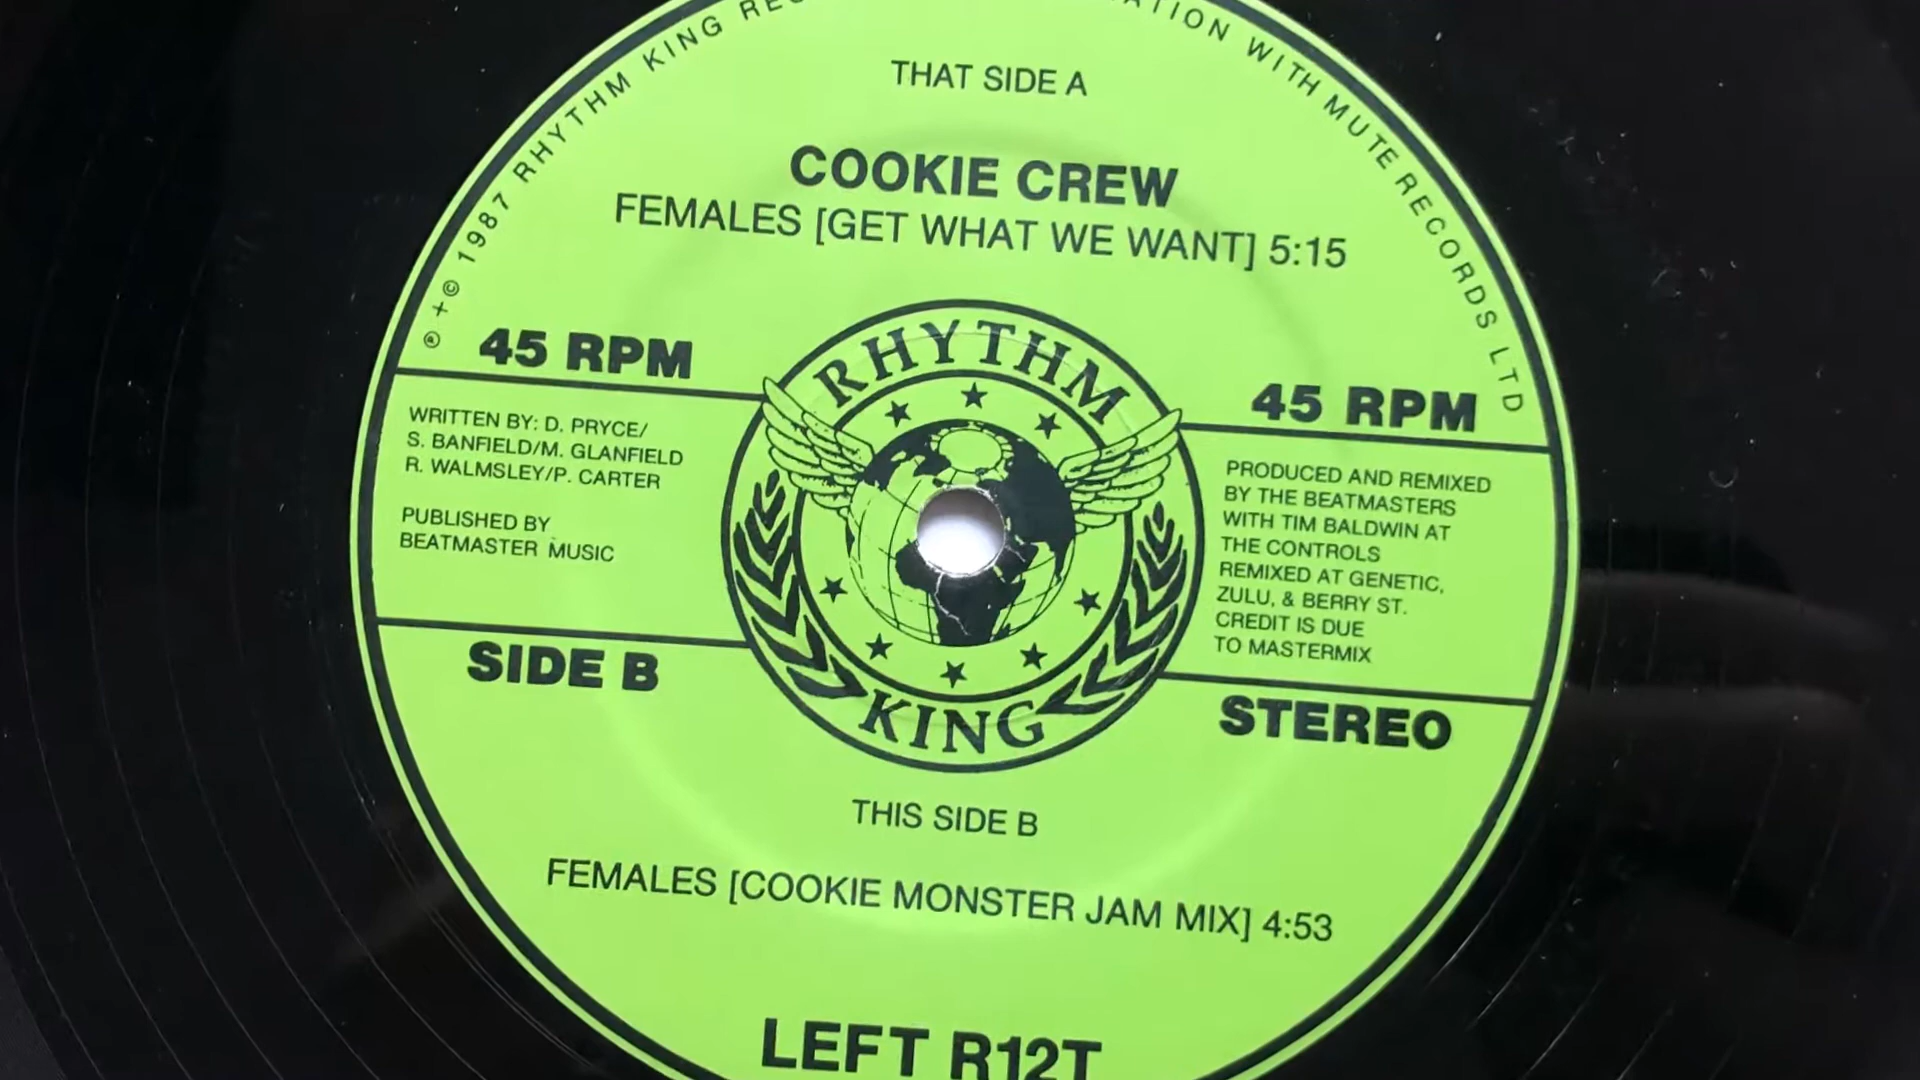 ℗ + © 1987 RHYTHM KING WITH MUTE RECORDS LTD
THAT SIDE A
COOKIE CREW
FEMALES [GET WHAT WE WANT] 5:15
45 RPM
45 RPM
WRITTEN BY: D. PRYCE/
S. BANFIELD/M. GLANFIELD
R. WALMSLEY/P. CARTER
PUBLISHED BY
BEATMASTER MUSIC
RHYTHM
KING
PRODUCED AND REMIXED
BY THE BEATMASTERS
WITH TIM BALDWIN AT
THE CONTROLS
REMIXED AT GENETIC,
ZULU, & BERRY ST.
CREDIT IS DUE
TO MASTERMIX
SIDE B
STEREO
THIS SIDE B
FEMALES [COOKIE MONSTER JAM MIX] 4:53
LEFT R12T